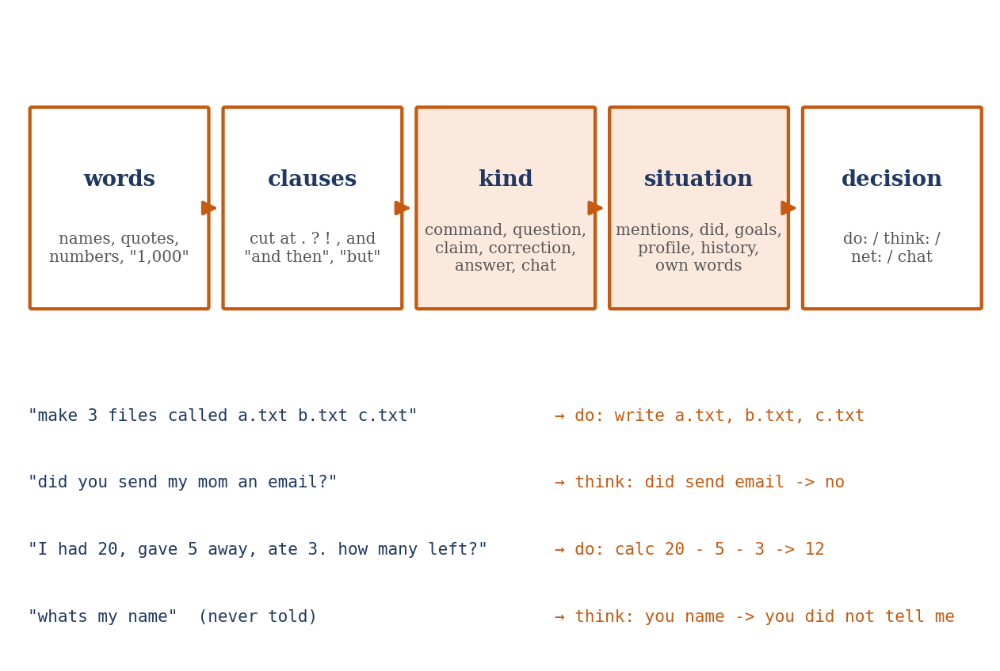 words
names, quotes,
numbers, "1,000"
clauses
cut at . ? ! , and
"and then", "but"
kind
command, question,
claim, correction,
answer, chat
situation
mentions, did, goals,
profile, history,
own words
decision
do: / think: /
net: / chat
"make 3 files called a.txt b.txt c.txt" → do: write a.txt, b.txt, c.txt
"did you send my mom an email?" → think: did send email -> no
"I had 20, gave 5 away, ate 3. how many left?" → do: calc 20 - 5 - 3 -> 12
"whats my name"  (never told) → think: you name -> you did not tell me